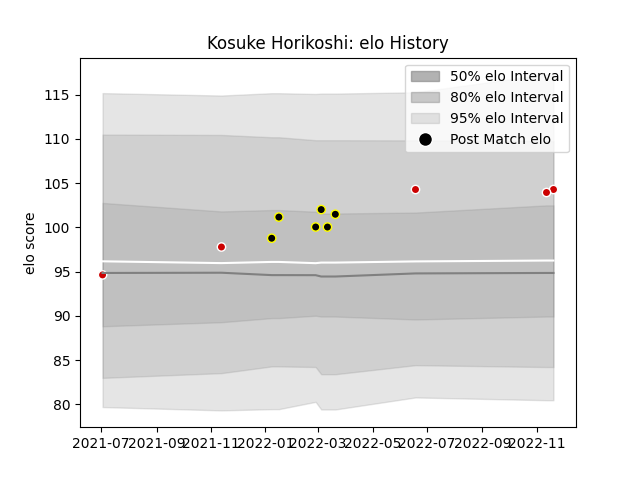 Kosuke Horikoshi: elo History
50% elo Interval
80% elo Interval
95% elo Interval
Post Match elo
elo score
115
110
105
100
95
90
85
80
2021-07 2021-09 2021-11 2022-01 2022-03 2022-05 2022-07 2022-09 2022-11